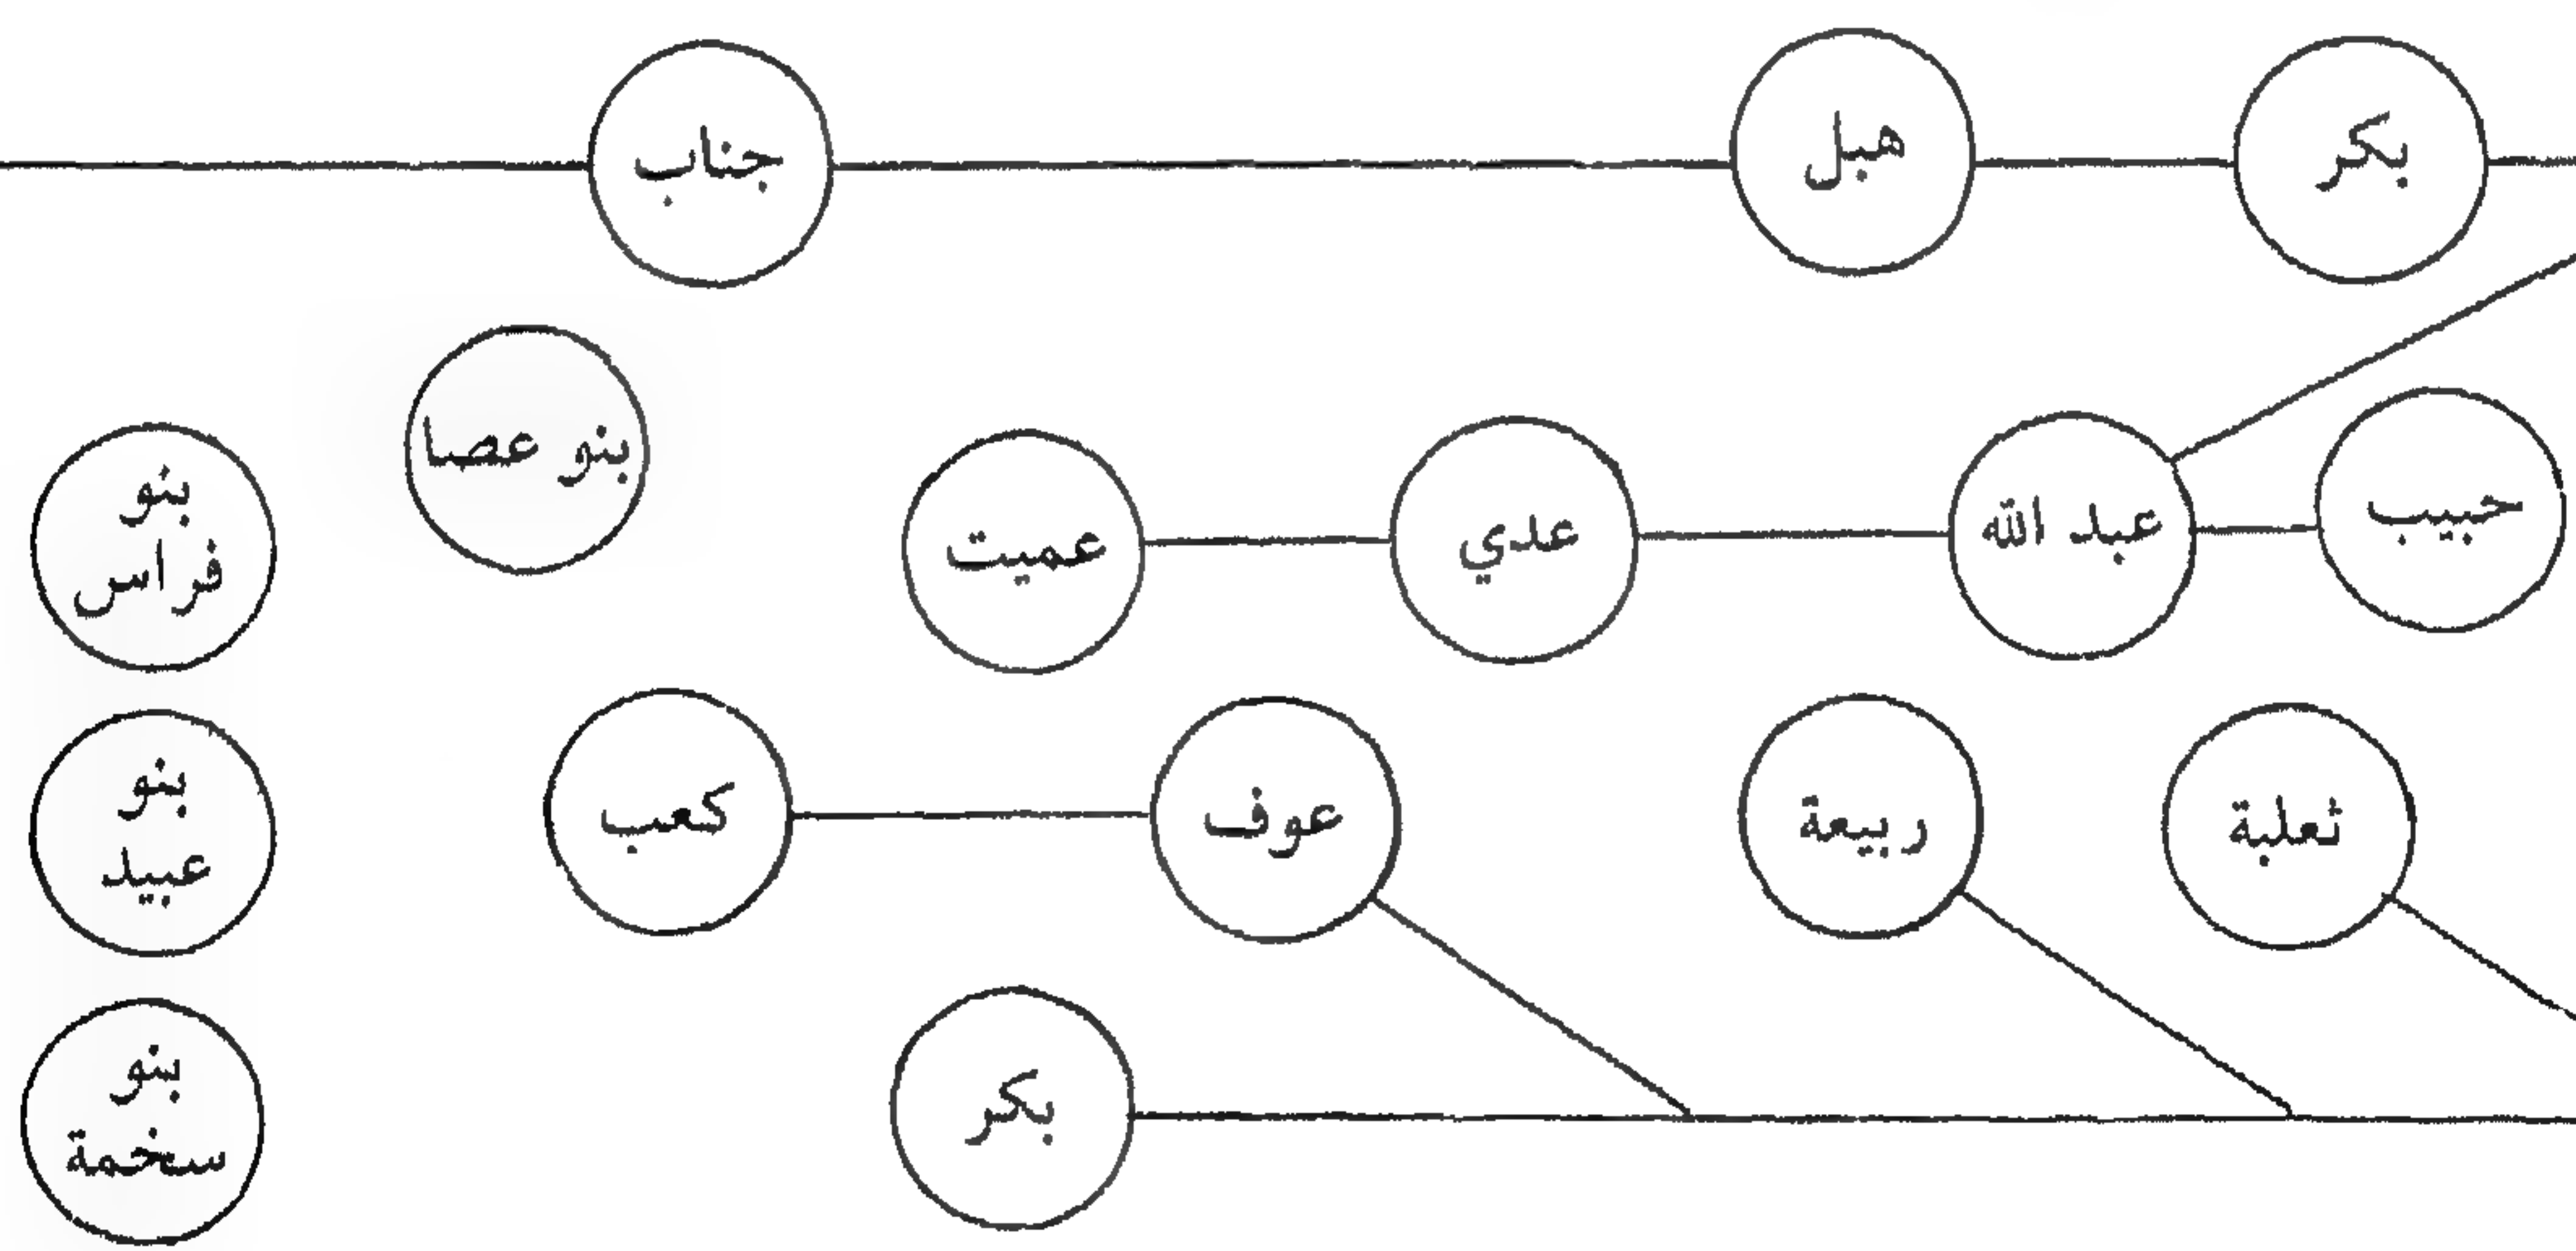 بكر
هبل
جناب
حبيب
عبد الله
عدي
عميت
بنو عصا
بنو
فراس
ثعلبة
ربيعة
عوف
كعب
بنو
عبيد
بكر
بنو
سخمة